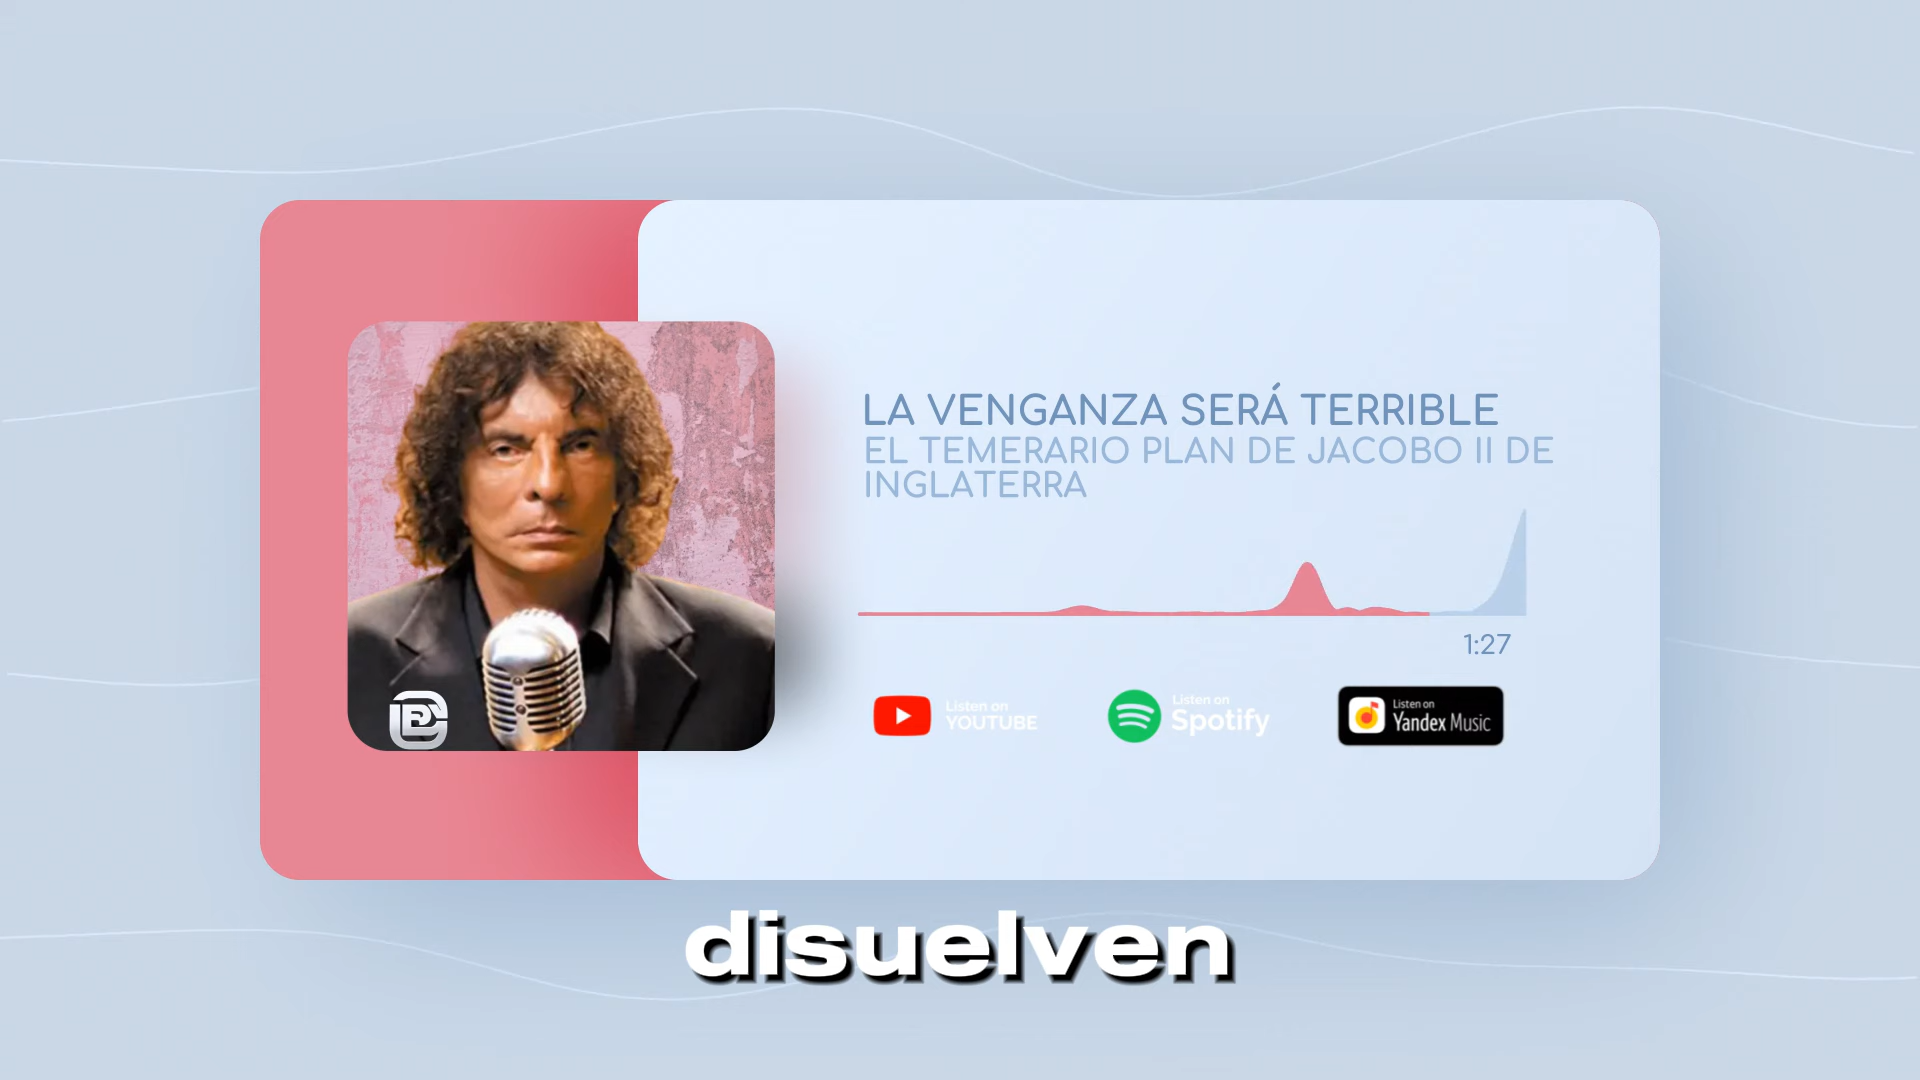 LA VENGANZA SERÁ TERRIBLE
EL TEMERARIO PLAN DE JACOBO II DE
INGLATERRA
1:27
Listen on
YOUTUBE
Listen on
Spotify
Listen on
Yandex Music
disuelven